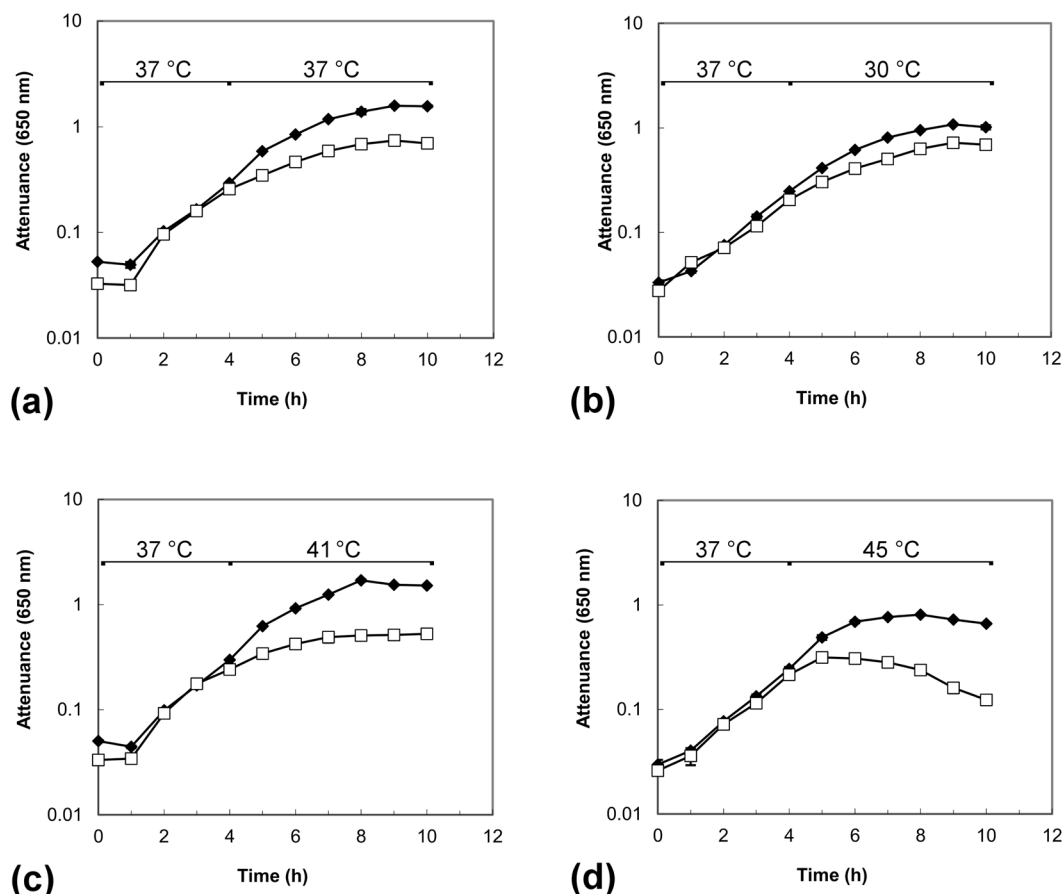 10
37 °C 37 °C
1
0.1
0.01
0 2 4 6 8 10 12
Attenuance (650 nm)
Time (h)
(a)
10
37 °C 30 °C
1
0.1
0.01
0 2 4 6 8 10 12
Attenuance (650 nm)
Time (h)
(b)
10
37 °C 41 °C
1
0.1
0.01
0 2 4 6 8 10 12
Attenuance (650 nm)
Time (h)
(c)
10
37 °C 45 °C
1
0.1
0.01
0 2 4 6 8 10 12
Attenuance (650 nm)
Time (h)
(d)